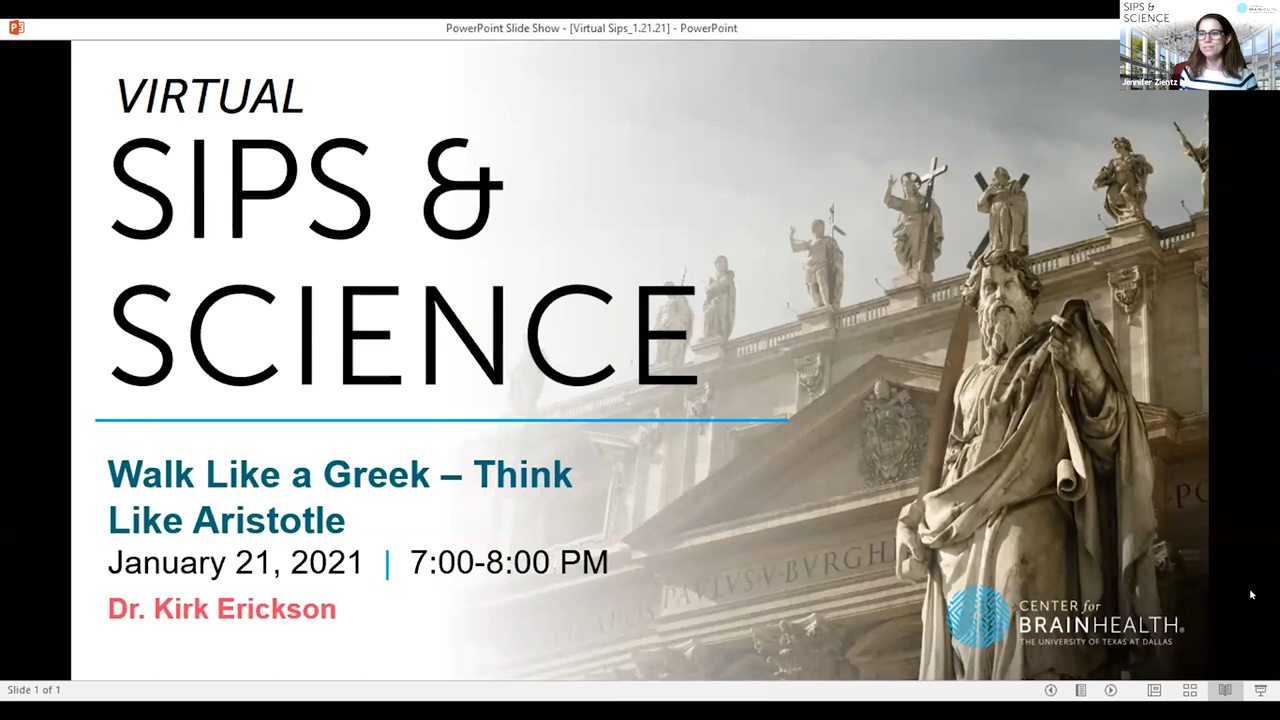 PowerPoint Slide Show - [Virtual Sips_1.21.21] - PowerPoint
SIPS &
SCIENCE
BRAINHEALTH
Jennifer Zientz
VIRTUAL
SIPS &
SCIENCE
Walk Like a Greek – Think
Like Aristotle
January 21, 2021 | 7:00-8:00 PM
Dr. Kirk Erickson
PAVLVS·V·BVRGH
CENTER for
BRAINHEALTH®
THE UNIVERSITY OF TEXAS AT DALLAS
Slide 1 of 1